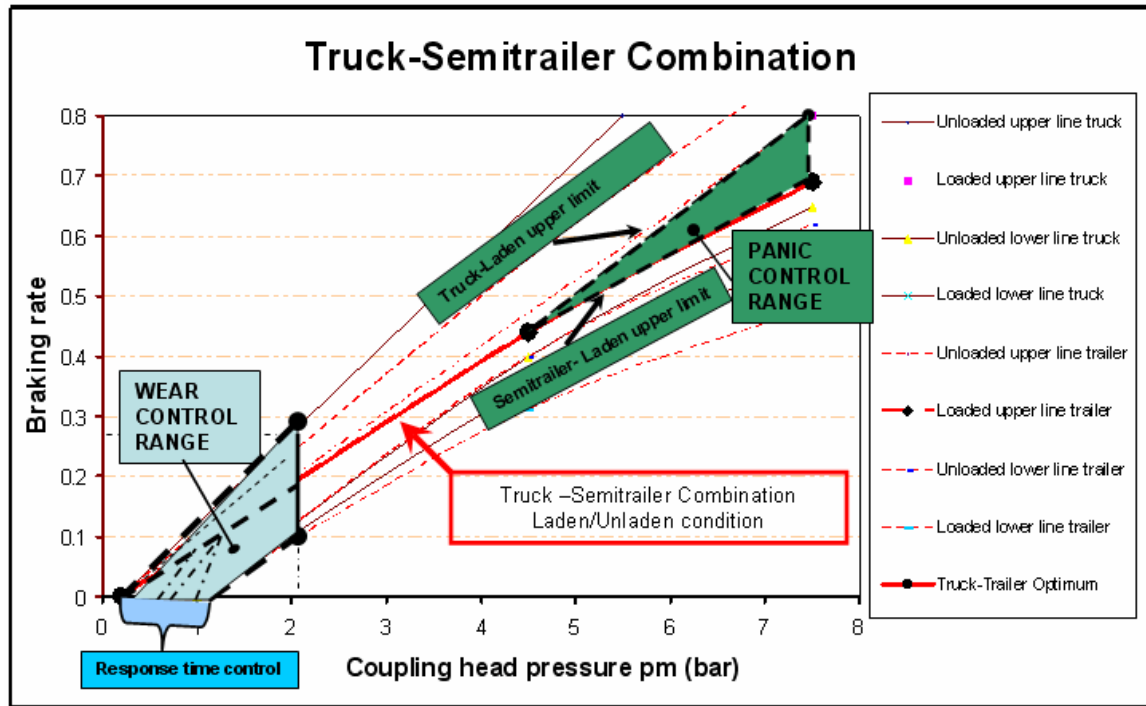 Truck-Semitrailer Combination
Braking rate
0.8
0.7
0.6
0.5
0.4
0.3
0.2
0.1
0
0
1
2
3
4
5
6
7
8
Coupling head pressure pm (bar)
WEAR
CONTROL
RANGE
Response time control
Truck-Laden upper limit
Semitrailer- Laden upper limit
PANIC
CONTROL
RANGE
Truck –Semitrailer Combination
Laden/Unladen condition
Unloaded upper line truck
Loaded upper line truck
Unloaded lower line truck
Loaded lower line truck
Unloaded upper line trailer
Loaded upper line trailer
Unloaded lower line trailer
Loaded lower line trailer
Truck-Trailer Optimum